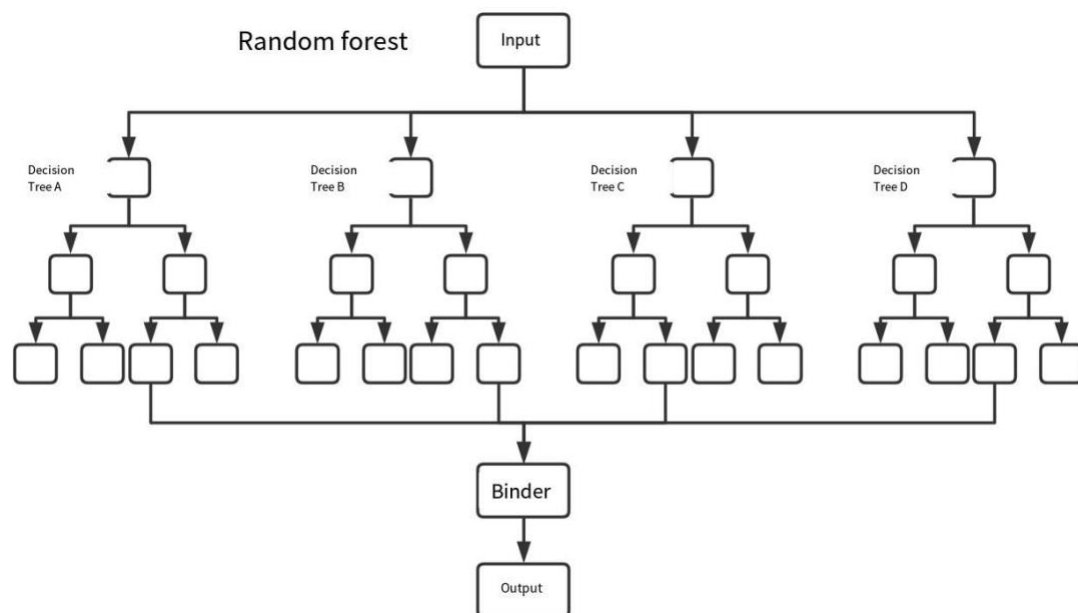 Random forest
Input
Decision
Tree A
Decision
Tree B
Decision
Tree C
Decision
Tree D
Binder
Output